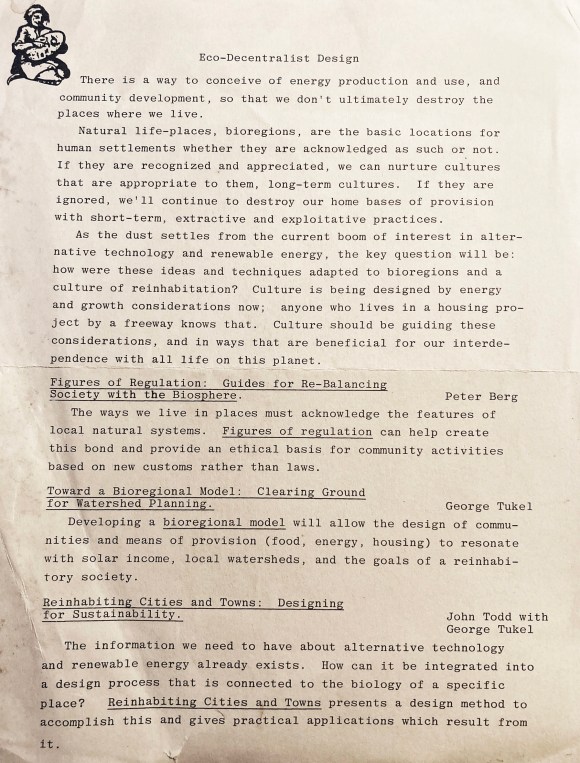 Eco-Decentralist Design
There is a way to conceive of energy production and use, and
community development, so that we don't ultimately destroy the
places where we live.
Natural life-places, bioregions, are the basic locations for
human settlements whether they are acknowledged as such or not.
If they are recognized and appreciated, we can nurture cultures
that are appropriate to them, long-term cultures. If they are
ignored, we'll continue to destroy our home bases of provision
with short-term, extractive and exploitative practices.
As the dust settles from the current boom of interest in alter-
native technology and renewable energy, the key question will be:
how were these ideas and techniques adapted to bioregions and a
culture of reinhabitation? Culture is being designed by energy
and growth considerations now; anyone who lives in a housing pro-
ject by a freeway knows that. Culture should be guiding these
considerations, and in ways that are beneficial for our interde-
pendence with all life on this planet.
Figures of Regulation: Guides for Re-Balancing
Society with the Biosphere. Peter Berg
The ways we live in places must acknowledge the features of
local natural systems. Figures of regulation can help create
this bond and provide an ethical basis for community activities
based on new customs rather than laws.
Toward a Bioregional Model: Clearing Ground
for Watershed Planning. George Tukel
Developing a bioregional model will allow the design of commu-
nities and means of provision (food, energy, housing) to resonate
with solar income, local watersheds, and the goals of a reinhabi-
tory society.
Reinhabiting Cities and Towns: Designing
for Sustainability. John Todd with
George Tukel
The information we need to have about alternative technology
and renewable energy already exists. How can it be integrated into
a design process that is connected to the biology of a specific
place? Reinhabiting Cities and Towns presents a design method to
accomplish this and gives practical applications which result from
it.